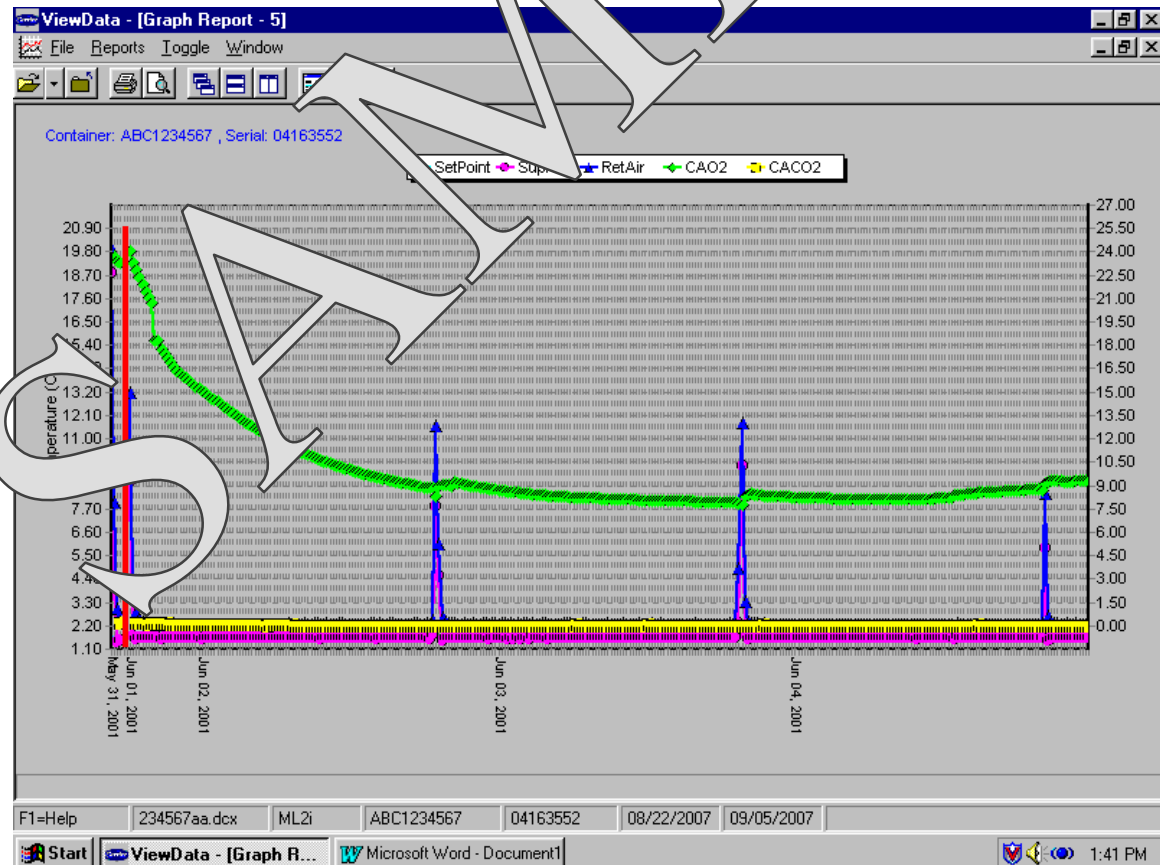 ViewData - [Graph Report - 5]
File Reports Toggle Window
Container: ABC1234567 , Serial: 04163552
SetPoint RetAir CAO2 CACO2
20.90
19.80
18.70
17.60
16.50
13.20
12.10
11.00
7.70
6.60
5.50
3.30
2.20
1.10
27.00
25.50
24.00
22.50
21.00
19.50
18.00
16.50
15.00
13.50
12.00
10.50
9.00
7.50
6.00
4.50
3.00
1.50
0.00
May 31, 2001
Jun 01, 2001
Jun 02, 2001
Jun 03, 2001
Jun 04, 2001
SAM
F1=Help 234567aa.dcx ML2i ABC1234567 04163552 08/22/2007 09/05/2007
Start ViewData - [Graph R... Microsoft Word - Document1 1:41 PM